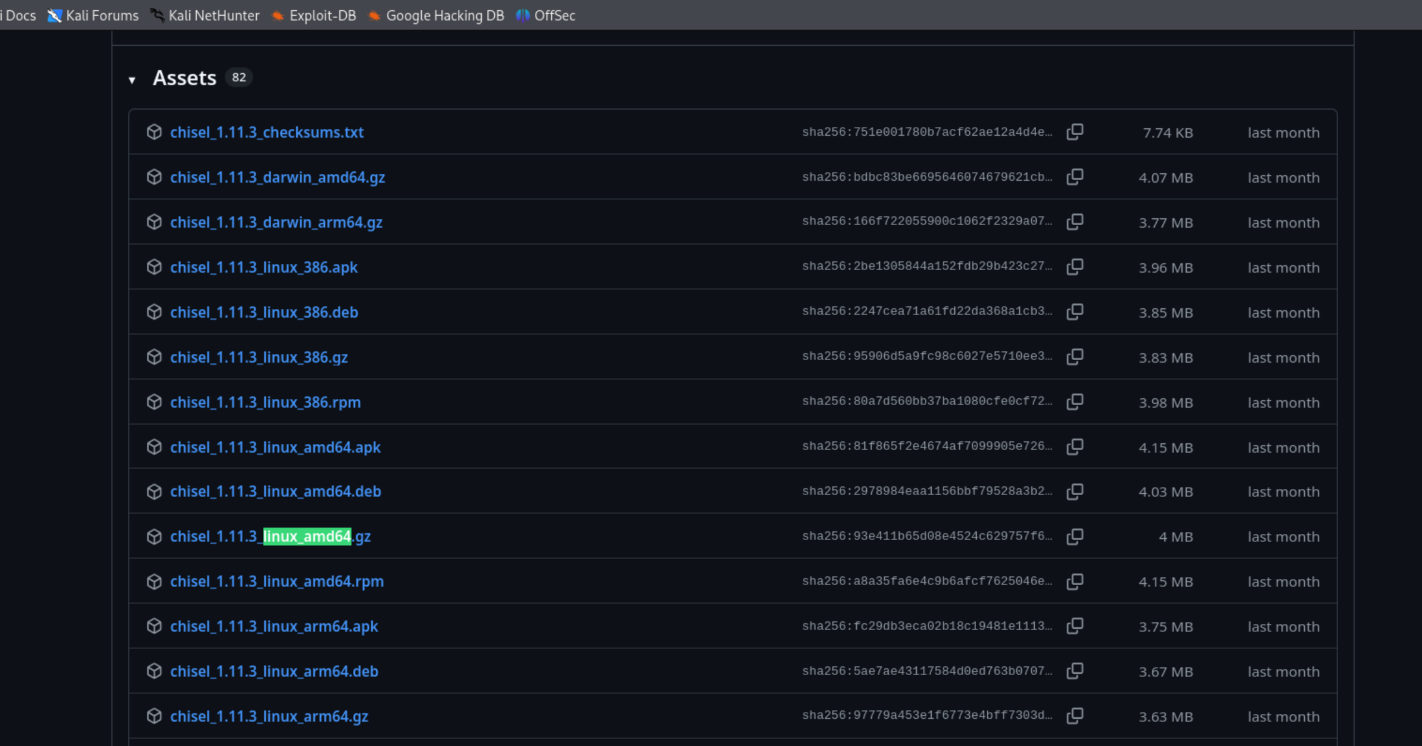 i Docs Kali Forums Kali NetHunter Exploit-DB Google Hacking DB OffSec
Assets 82
chisel_1.11.3_checksums.txt sha256:751e001780b7acf62ae12a4d4e… 7.74 KB last month
chisel_1.11.3_darwin_amd64.gz sha256:bdbc83be6695646074679621cb… 4.07 MB last month
chisel_1.11.3_darwin_arm64.gz sha256:166f722055900c1062f2329a07… 3.77 MB last month
chisel_1.11.3_linux_386.apk sha256:2be1305844a152fdb29b423c27… 3.96 MB last month
chisel_1.11.3_linux_386.deb sha256:2247cea71a61fd22da368a1cb3… 3.85 MB last month
chisel_1.11.3_linux_386.gz sha256:95906d5a9fc98c6027e5710ee3… 3.83 MB last month
chisel_1.11.3_linux_386.rpm sha256:80a7d560bb37ba1080cfe0cf72… 3.98 MB last month
chisel_1.11.3_linux_amd64.apk sha256:81f865f2e4674af7099905e726… 4.15 MB last month
chisel_1.11.3_linux_amd64.deb sha256:2978984eaa1156bbf79528a3b2… 4.03 MB last month
chisel_1.11.3_linux_amd64.gz sha256:93e411b65d08e4524c629757f6… 4 MB last month
chisel_1.11.3_linux_amd64.rpm sha256:a8a35fa6e4c9b6afcf7625046e… 4.15 MB last month
chisel_1.11.3_linux_arm64.apk sha256:fc29db3eca02b18c19481e1113… 3.75 MB last month
chisel_1.11.3_linux_arm64.deb sha256:5ae7ae43117584d0ed763b0707… 3.67 MB last month
chisel_1.11.3_linux_arm64.gz sha256:97779a453e1f6773e4bff7303d… 3.63 MB last month